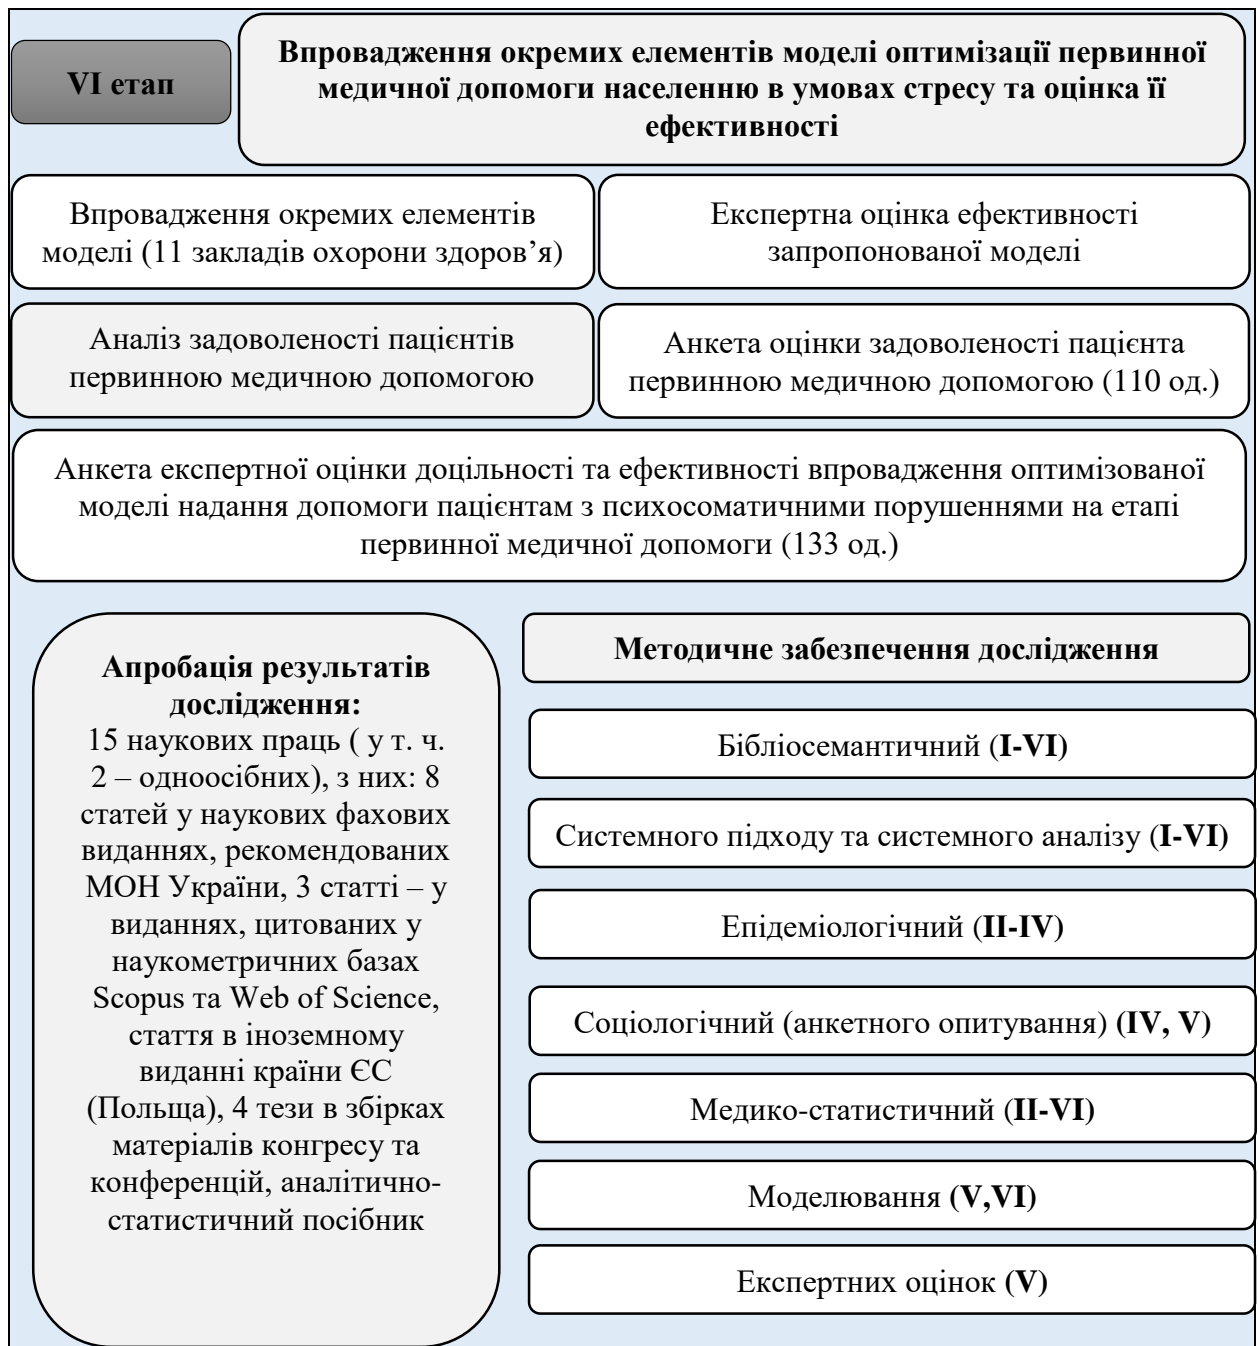 VI етап
Впровадження окремих елементів моделі оптимізації первинної
медичної допомоги населенню в умовах стресу та оцінка її
ефективності
Впровадження окремих елементів
моделі (11 закладів охорони здоров’я)
Експертна оцінка ефективності
запропонованої моделі
Аналіз задоволеності пацієнтів
первинною медичною допомогою
Анкета оцінки задоволеності пацієнта
первинною медичною допомогою (110 од.)
Анкета експертної оцінки доцільності та ефективності впровадження оптимізованої
моделі надання допомоги пацієнтам з психосоматичними порушеннями на етапі
первинної медичної допомоги (133 од.)
Апробація результатів
дослідження:
15 наукових праць ( у т. ч.
2 – одноосібних), з них: 8
статей у наукових фахових
виданнях, рекомендованих
МОН України, 3 статті – у
виданнях, цитованих у
наукометричних базах
Scopus та Web of Science,
стаття в іноземному
виданні країни ЄС
(Польща), 4 тези в збірках
матеріалів конгресу та
конференцій, аналітично-
статистичний посібник
Методичне забезпечення дослідження
Бібліосемантичний (I-VI)
Системного підходу та системного аналізу (I-VI)
Епідеміологічний (II-IV)
Соціологічний (анкетного опитування) (IV, V)
Медико-статистичний (II-VI)
Моделювання (V,VI)
Експертних оцінок (V)